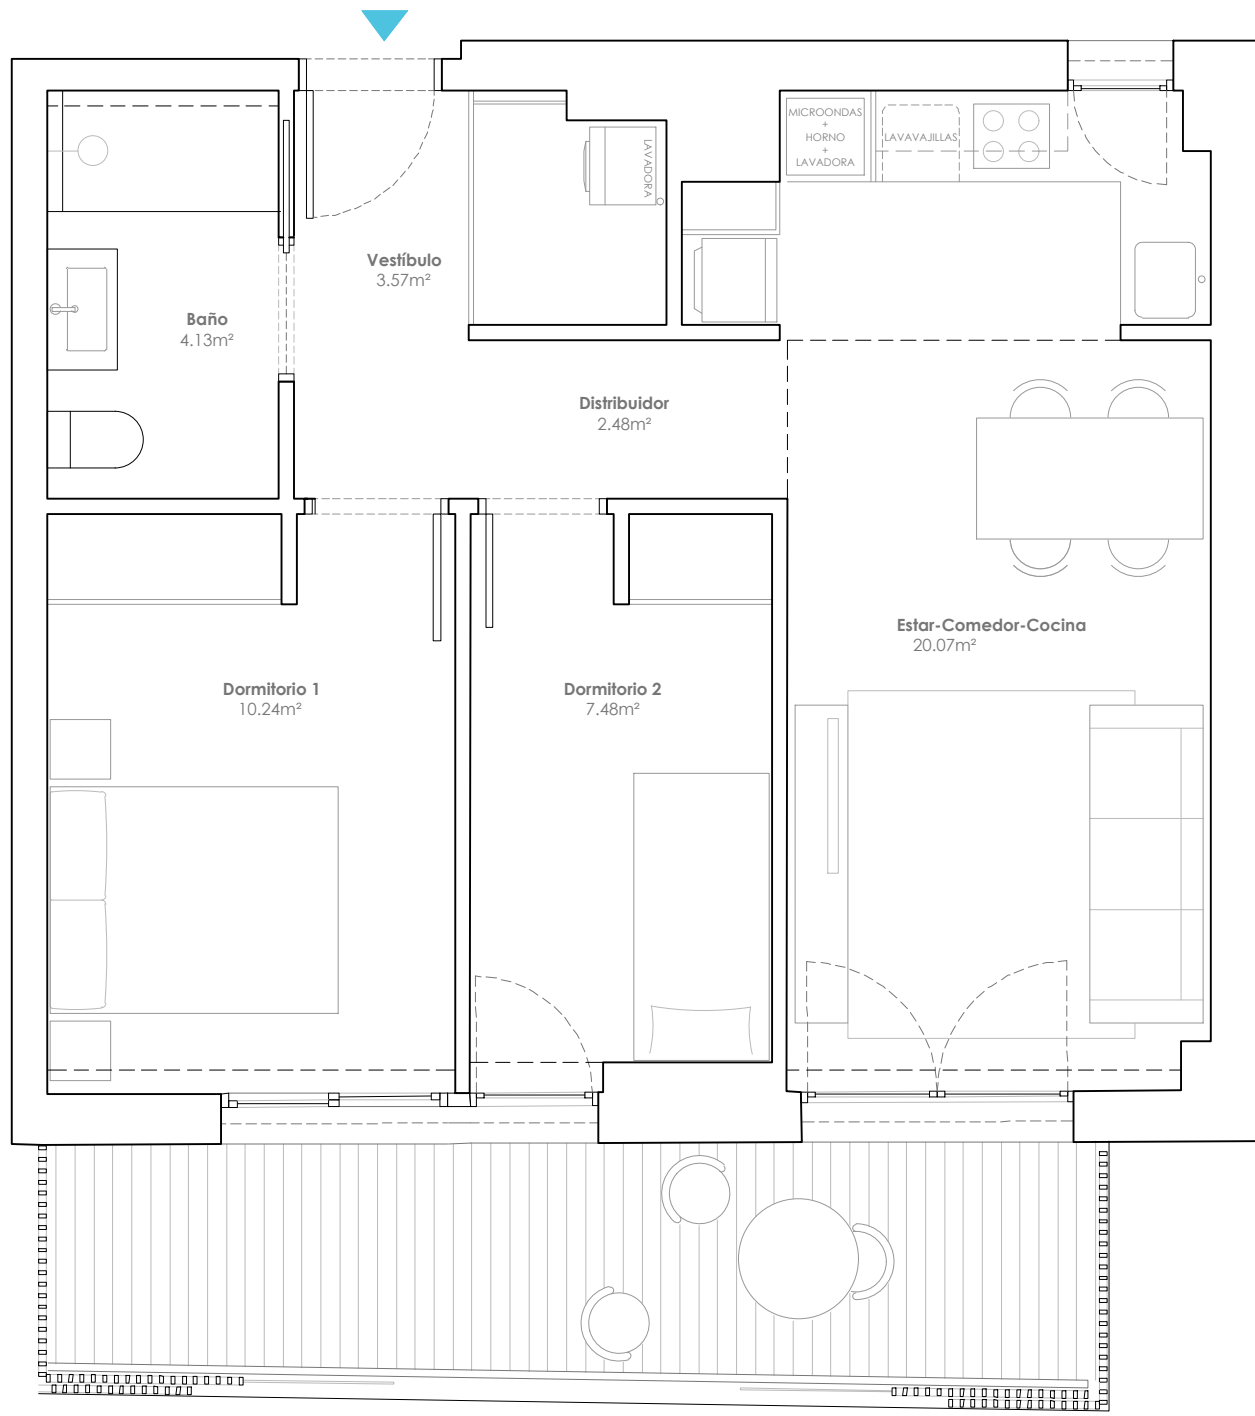 MICROONDAS
+
HORNO
+
LAVADORA
LAVAVAJILLAS
LAVADORA
Vestíbulo
3.57m²
Baño
4.13m²
Distribuidor
2.48m²
Estar-Comedor-Cocina
20.07m²
Dormitorio 1
10.24m²
Dormitorio 2
7.48m²